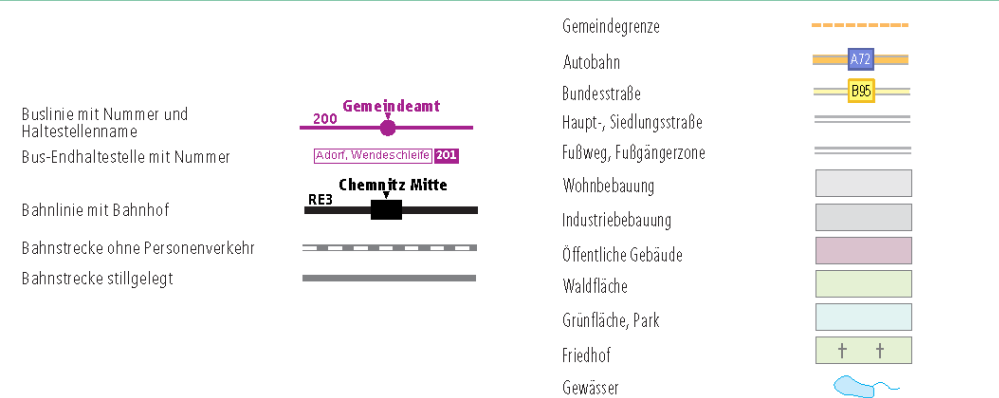 Buslinie mit Nummer und
Haltestellenname
Gemeindeamt
200
Bus-Endhaltestelle mit Nummer
Adorf, Wendeschleife 201
Chemnitz Mitte
RE3
Bahnlinie mit Bahnhof
Bahnstrecke ohne Personenverkehr
Bahnstrecke stillgelegt
Gemeindegrenze
Autobahn
A72
Bundesstraße
B95
Haupt-, Siedlungsstraße
Fußweg, Fußgängerzone
Wohnbebauung
Industriebebauung
Öffentliche Gebäude
Waldfläche
Grünfläche, Park
Friedhof
Gewässer